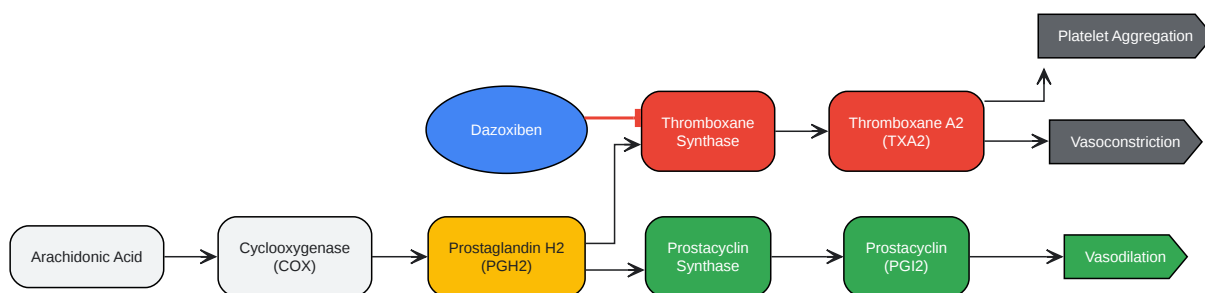 Platelet Aggregation
Dazoxiben
Thromboxane
Synthase
Thromboxane A2
(TXA2)
Vasoconstriction
Arachidonic Acid
Cyclooxygenase
(COX)
Prostaglandin H2
(PGH2)
Prostacyclin
Synthase
Prostacyclin
(PGI2)
Vasodilation